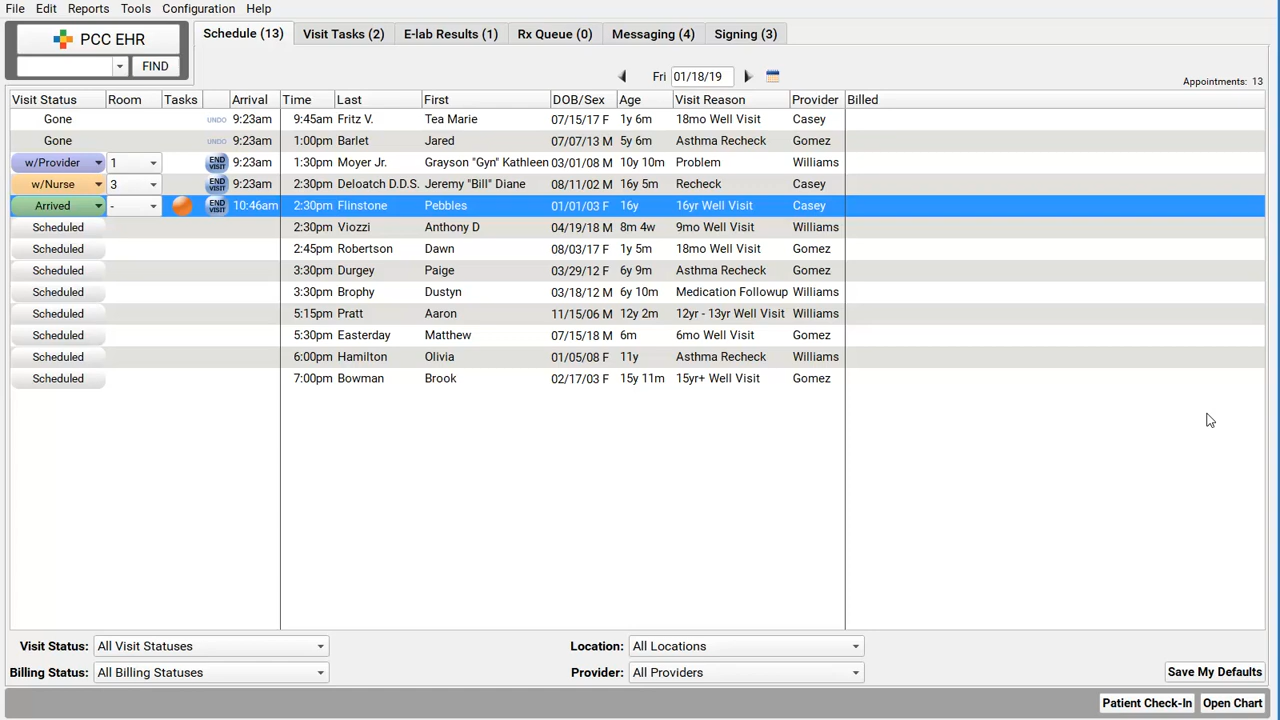 File Edit Reports Tools Configuration Help
PCC EHR
FIND
Schedule (13) Visit Tasks (2) E-lab Results (1) Rx Queue (0) Messaging (4) Signing (3)
Fri 01/18/19
Appointments: 13
Visit Status Room Tasks Arrival Time Last First DOB/Sex Age Visit Reason Provider Billed
Gone UNDO 9:23am 9:45am Fritz V. Tea Marie 07/15/17 F 1y 6m 18mo Well Visit Casey
Gone UNDO 9:23am 1:00pm Barlet Jared 07/07/13 M 5y 6m Asthma Recheck Gomez
w/Provider 1 END VISIT 9:23am 1:30pm Moyer Jr. Grayson "Gyn" Kathleen 03/01/08 M 10y 10m Problem Williams
w/Nurse 3 END VISIT 9:23am 2:30pm Deloatch D.D.S. Jeremy "Bill" Diane 08/11/02 M 16y 5m Recheck Casey
Arrived - END VISIT 10:46am 2:30pm Flinstone Pebbles 01/01/03 F 16y 16yr Well Visit Casey
Scheduled 2:30pm Viozzi Anthony D 04/19/18 M 8m 4w 9mo Well Visit Williams
Scheduled 2:45pm Robertson Dawn 08/03/17 F 1y 5m 18mo Well Visit Gomez
Scheduled 3:30pm Durgey Paige 03/29/12 F 6y 9m Asthma Recheck Gomez
Scheduled 3:30pm Brophy Dustyn 03/18/12 M 6y 10m Medication Followup Williams
Scheduled 5:15pm Pratt Aaron 11/15/06 M 12y 2m 12yr - 13yr Well Visit Williams
Scheduled 5:30pm Easterday Matthew 07/15/18 M 6m 6mo Well Visit Gomez
Scheduled 6:00pm Hamilton Olivia 01/05/08 F 11y Asthma Recheck Williams
Scheduled 7:00pm Bowman Brook 02/17/03 F 15y 11m 15yr+ Well Visit Gomez
Visit Status: All Visit Statuses Location: All Locations
Billing Status: All Billing Statuses Provider: All Providers Save My Defaults
Patient Check-In Open Chart